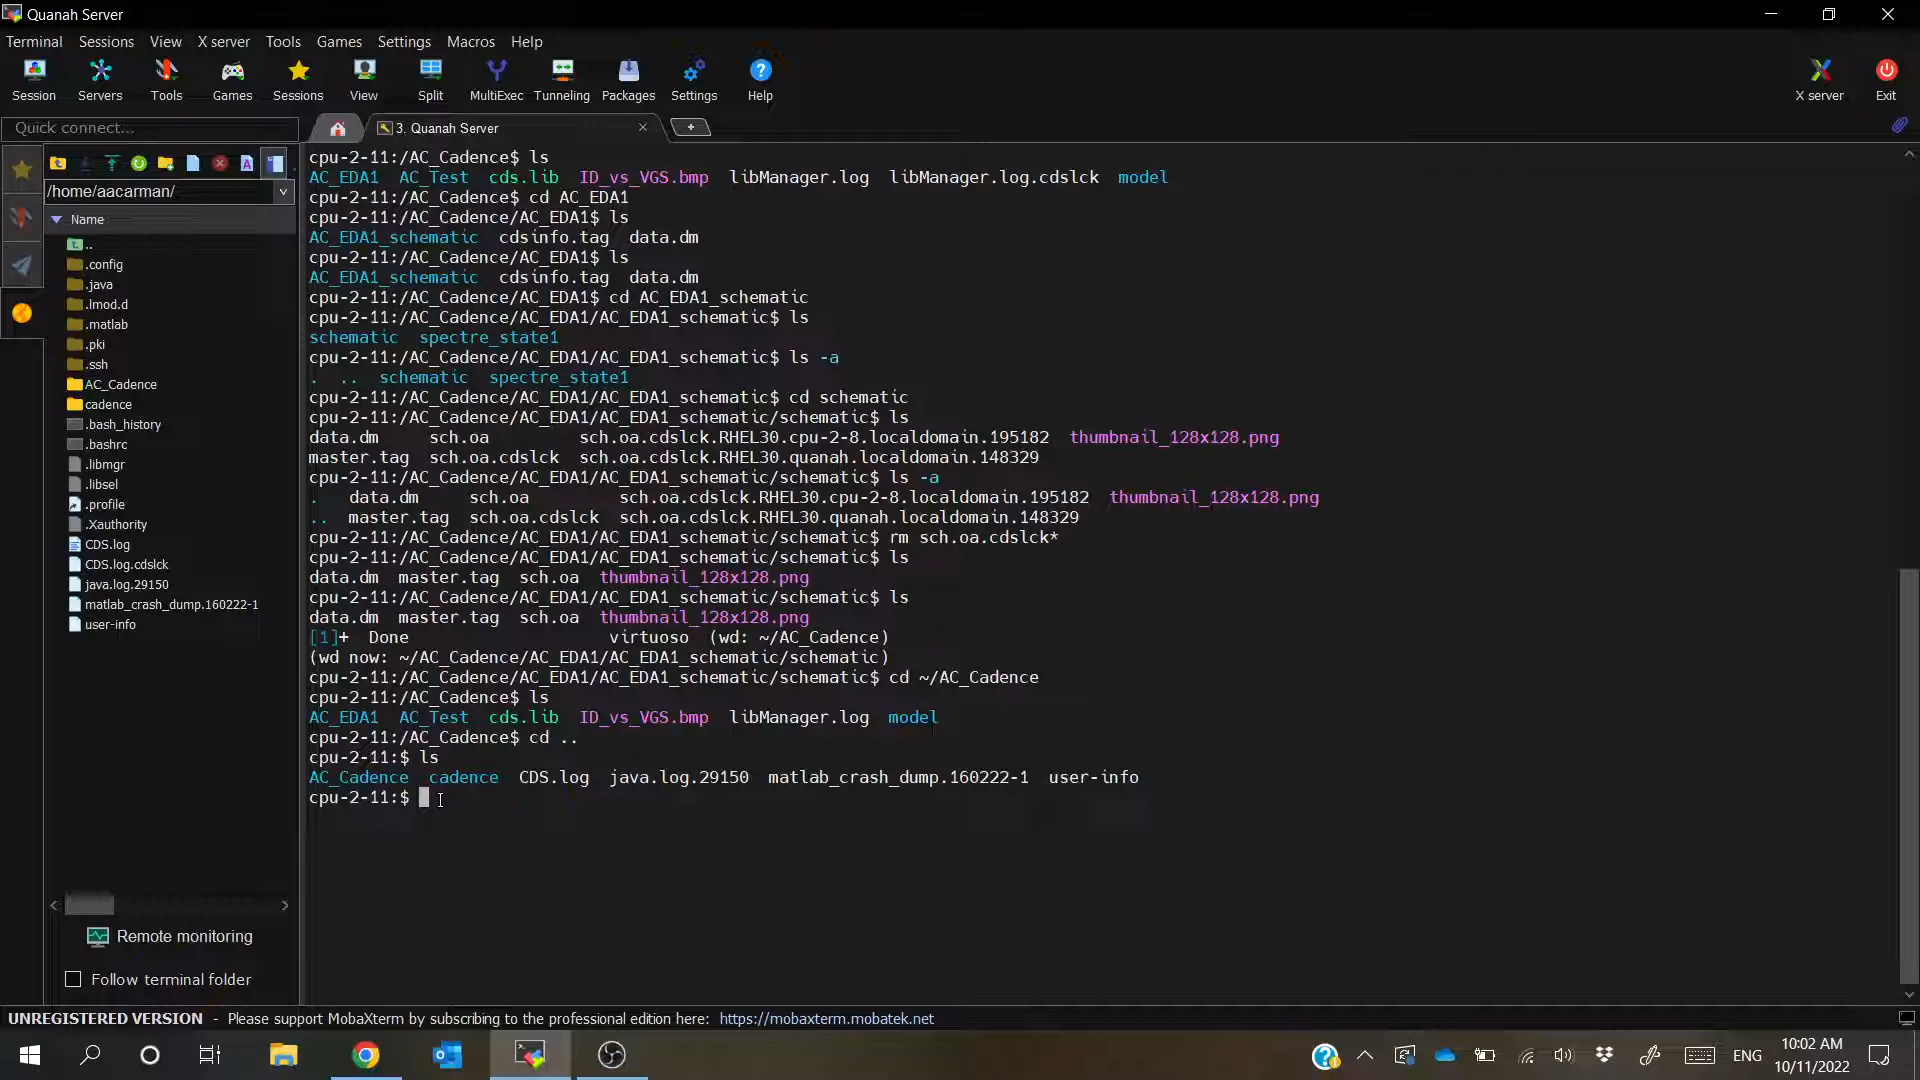 Quanah Server
Terminal Sessions View X server Tools Games Settings Macros Help
Session Servers Tools Games Sessions View Split MultiExec Tunneling Packages Settings Help X server Exit
Quick connect...
3. Quanah Server
/home/aacarman/
Name
..
.config
.java
.lmod.d
.matlab
.pki
.ssh
AC_Cadence
cadence
.bash_history
.bashrc
.libmgr
.libsel
.profile
.Xauthority
CDS.log
CDS.log.cdslck
java.log.29150
matlab_crash_dump.160222-1
user-info
Remote monitoring
Follow terminal folder
cpu-2-11:/AC_Cadence$ ls
AC_EDA1 AC_Test cds.lib ID_vs_VGS.bmp libManager.log libManager.log.cdslck model
cpu-2-11:/AC_Cadence$ cd AC_EDA1
cpu-2-11:/AC_Cadence/AC_EDA1$ ls
AC_EDA1_schematic cdsinfo.tag data.dm
cpu-2-11:/AC_Cadence/AC_EDA1$ ls
AC_EDA1_schematic cdsinfo.tag data.dm
cpu-2-11:/AC_Cadence/AC_EDA1$ cd AC_EDA1_schematic
cpu-2-11:/AC_Cadence/AC_EDA1/AC_EDA1_schematic$ ls
schematic spectre_state1
cpu-2-11:/AC_Cadence/AC_EDA1/AC_EDA1_schematic$ ls -a
. .. schematic spectre_state1
cpu-2-11:/AC_Cadence/AC_EDA1/AC_EDA1_schematic$ cd schematic
cpu-2-11:/AC_Cadence/AC_EDA1/AC_EDA1_schematic/schematic$ ls
data.dm sch.oa sch.oa.cdslck.RHEL30.cpu-2-8.localdomain.195182 thumbnail_128x128.png
master.tag sch.oa.cdslck sch.oa.cdslck.RHEL30.quanah.localdomain.148329
cpu-2-11:/AC_Cadence/AC_EDA1/AC_EDA1_schematic/schematic$ ls -a
. data.dm sch.oa sch.oa.cdslck.RHEL30.cpu-2-8.localdomain.195182 thumbnail_128x128.png
.. master.tag sch.oa.cdslck sch.oa.cdslck.RHEL30.quanah.localdomain.148329
cpu-2-11:/AC_Cadence/AC_EDA1/AC_EDA1_schematic/schematic$ rm sch.oa.cdslck*
cpu-2-11:/AC_Cadence/AC_EDA1/AC_EDA1_schematic/schematic$ ls
data.dm master.tag sch.oa thumbnail_128x128.png
cpu-2-11:/AC_Cadence/AC_EDA1/AC_EDA1_schematic/schematic$ ls
data.dm master.tag sch.oa thumbnail_128x128.png
[1]+ Done virtuoso (wd: ~/AC_Cadence)
(wd now: ~/AC_Cadence/AC_EDA1/AC_EDA1_schematic/schematic)
cpu-2-11:/AC_Cadence/AC_EDA1/AC_EDA1_schematic/schematic$ cd ~/AC_Cadence
cpu-2-11:/AC_Cadence$ ls
AC_EDA1 AC_Test cds.lib ID_vs_VGS.bmp libManager.log model
cpu-2-11:/AC_Cadence$ cd ..
cpu-2-11:$ ls
AC_Cadence cadence CDS.log java.log.29150 matlab_crash_dump.160222-1 user-info
cpu-2-11:$
UNREGISTERED VERSION - Please support MobaXterm by subscribing to the professional edition here: https://mobaxterm.mobatek.net
ENG
10:02 AM
10/11/2022